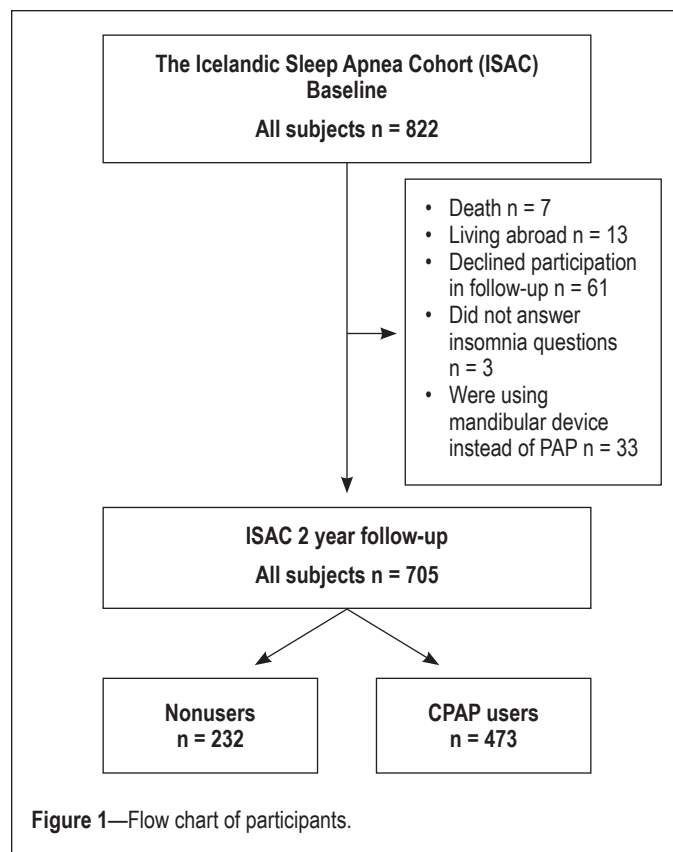 The Icelandic Sleep Apnea Cohort (ISAC)
Baseline
All subjects n = 822
• Death n = 7
• Living abroad n = 13
• Declined participation
in follow-up n = 61
• Did not answer
insomnia questions
n = 3
• Were using
mandibular device
instead of PAP n = 33
ISAC 2 year follow-up
All subjects n = 705
Nonusers
n = 232
CPAP users
n = 473
Figure 1—Flow chart of participants.